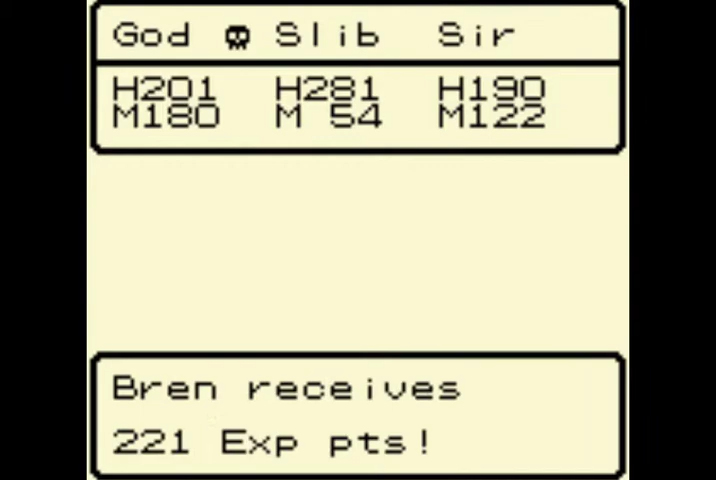 God Slib Sir
H201 H281 H190
M180 M 54 M122
Bren receives
221 Exp pts!